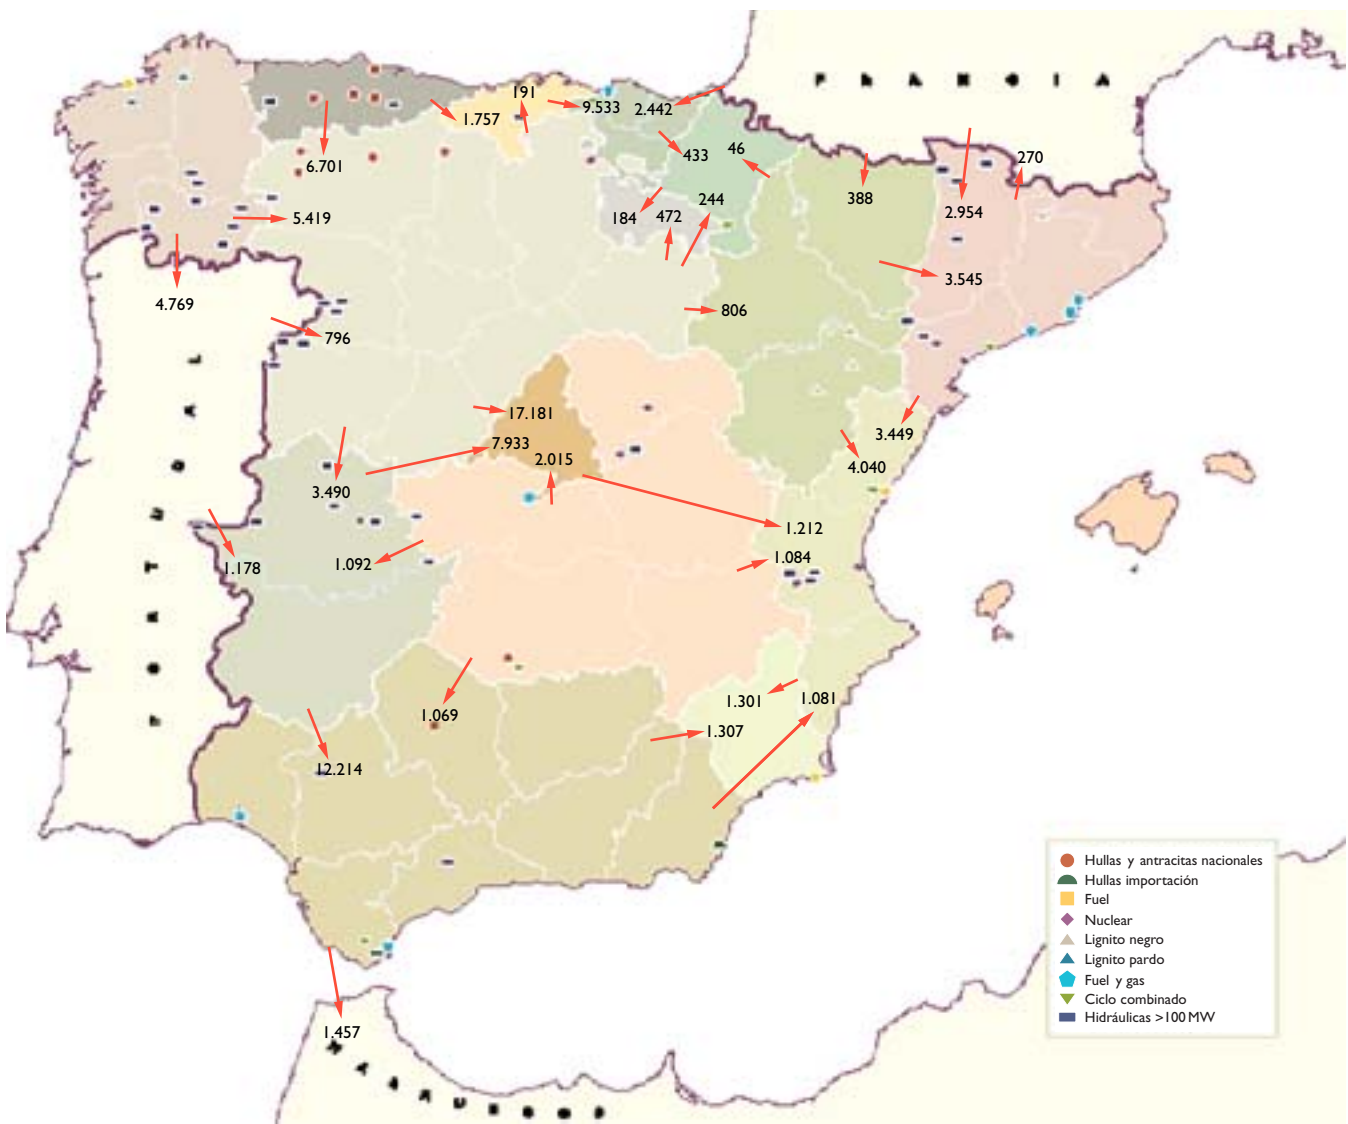 FRANCIA
191
9.533
2.442
1.757
433
46
270
6.701
388
244
184
472
2.954
5.419
3.545
4.769
806
796
PORTUGAL
17.181
3.449
7.933
2.015
4.040
3.490
1.212
1.084
1.092
1.178
1.301
1.081
1.069
1.307
12.214
1.457
MARRUECOS
Hullas y antracitas nacionales
Hullas importación
Fuel
Nuclear
Lignito negro
Lignito pardo
Fuel y gas
Ciclo combinado
Hidráulicas >100 MW